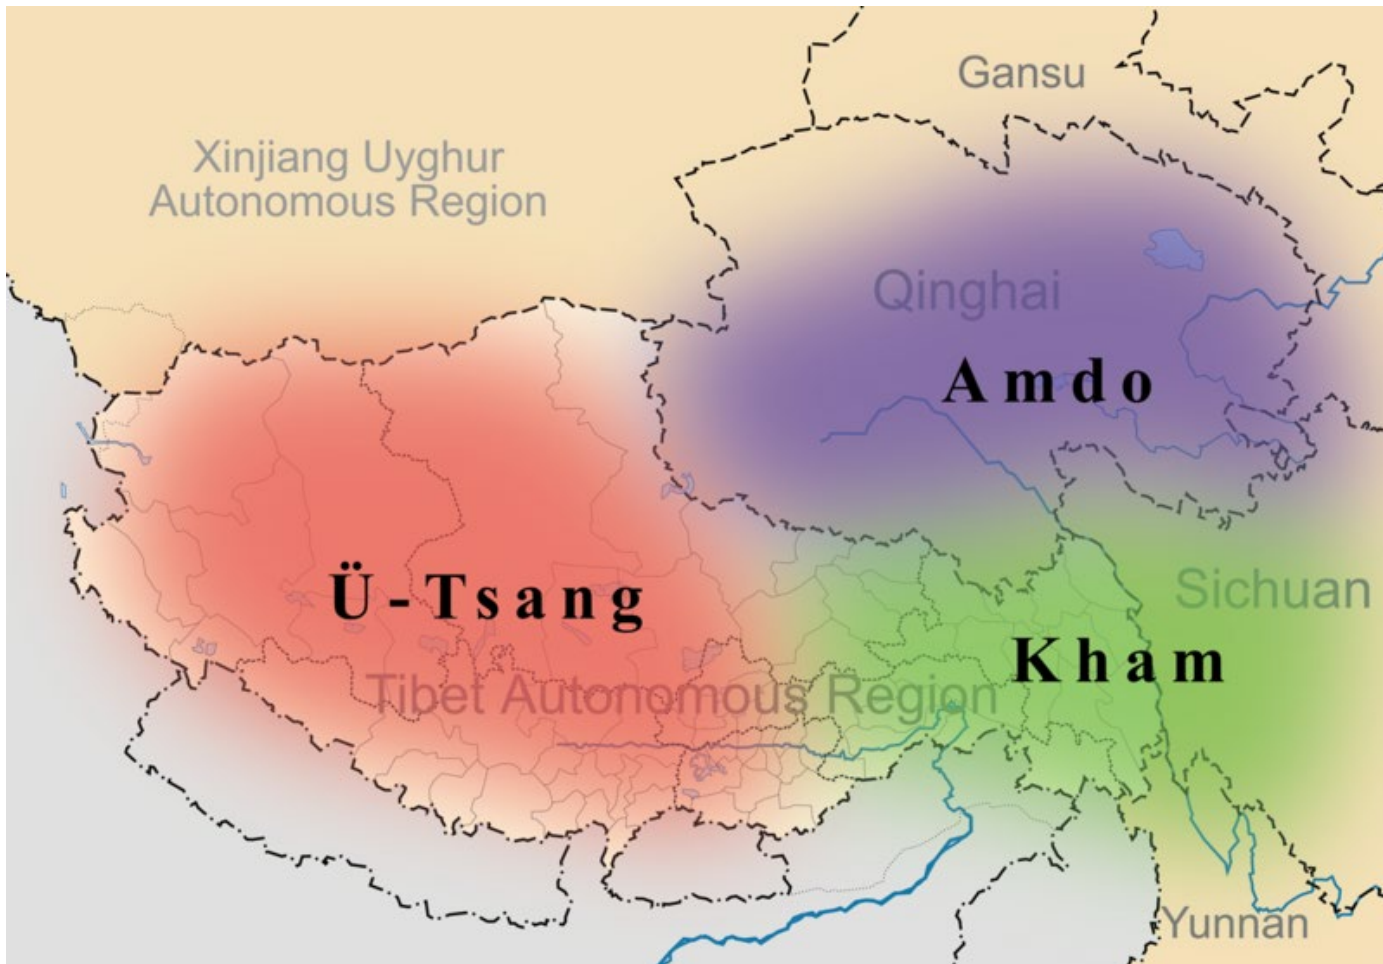 Gansu
Xinjiang Uyghur
Autonomous Region
Qinghai
Amdo
Ü-Tsang
Sichuan
Kham
Tibet Autonomous Region
Yunnan